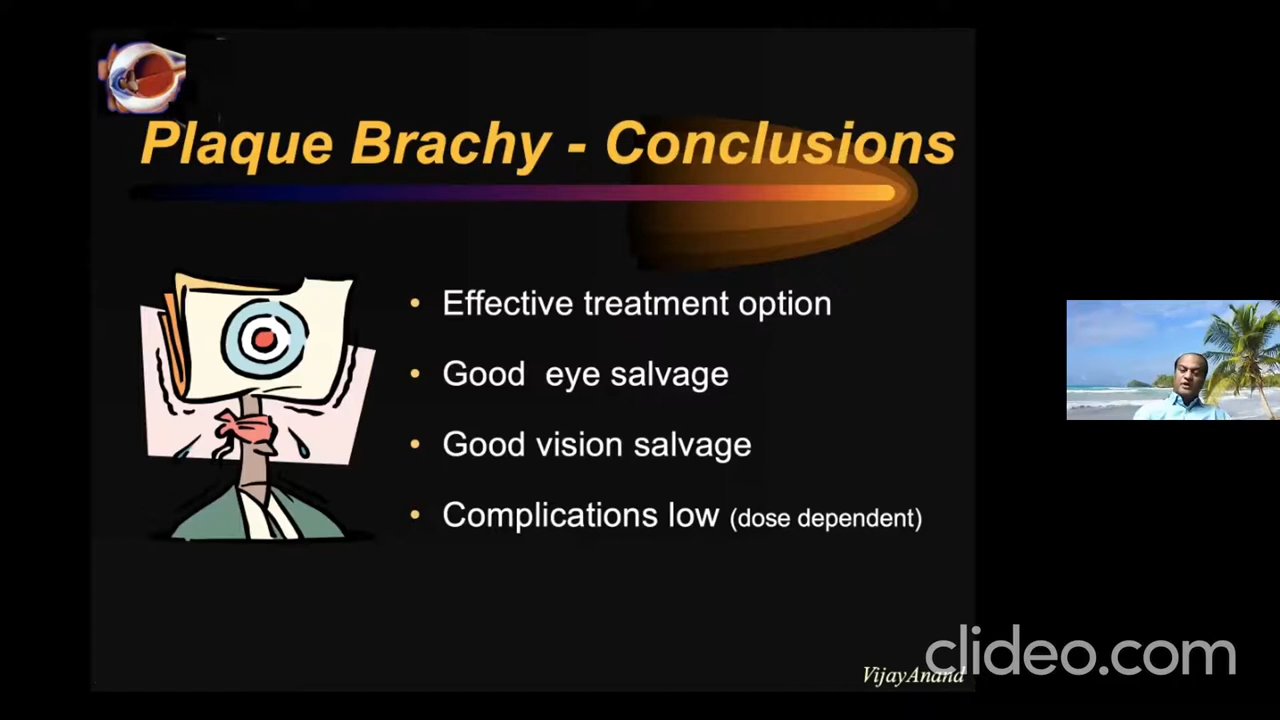 Plaque Brachy - Conclusions
• Effective treatment option
• Good eye salvage
• Good vision salvage
• Complications low (dose dependent)
VijayAnand
clideo.com